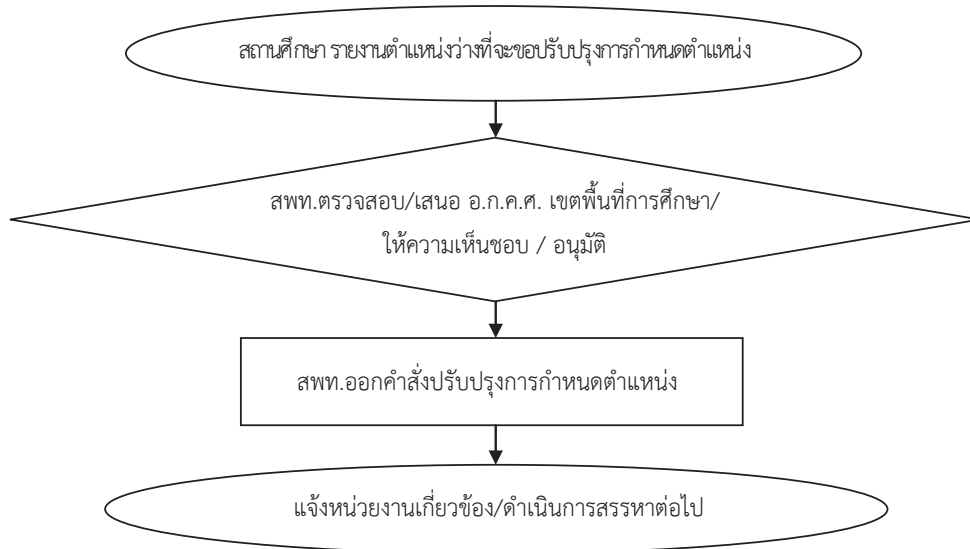 สถานศึกษา รายงานตำแหน่งว่างที่จะขอปรับปรุงการกำหนดตำแหน่ง
สพท.ตรวจสอบ/เสนอ อ.ก.ค.ศ. เขตพื้นที่การศึกษา/
ให้ความเห็นชอบ / อนุมัติ
สพท.ออกคำสั่งปรับปรุงการกำหนดตำแหน่ง
แจ้งหน่วยงานเกี่ยวข้อง/ดำเนินการสรรหาต่อไป